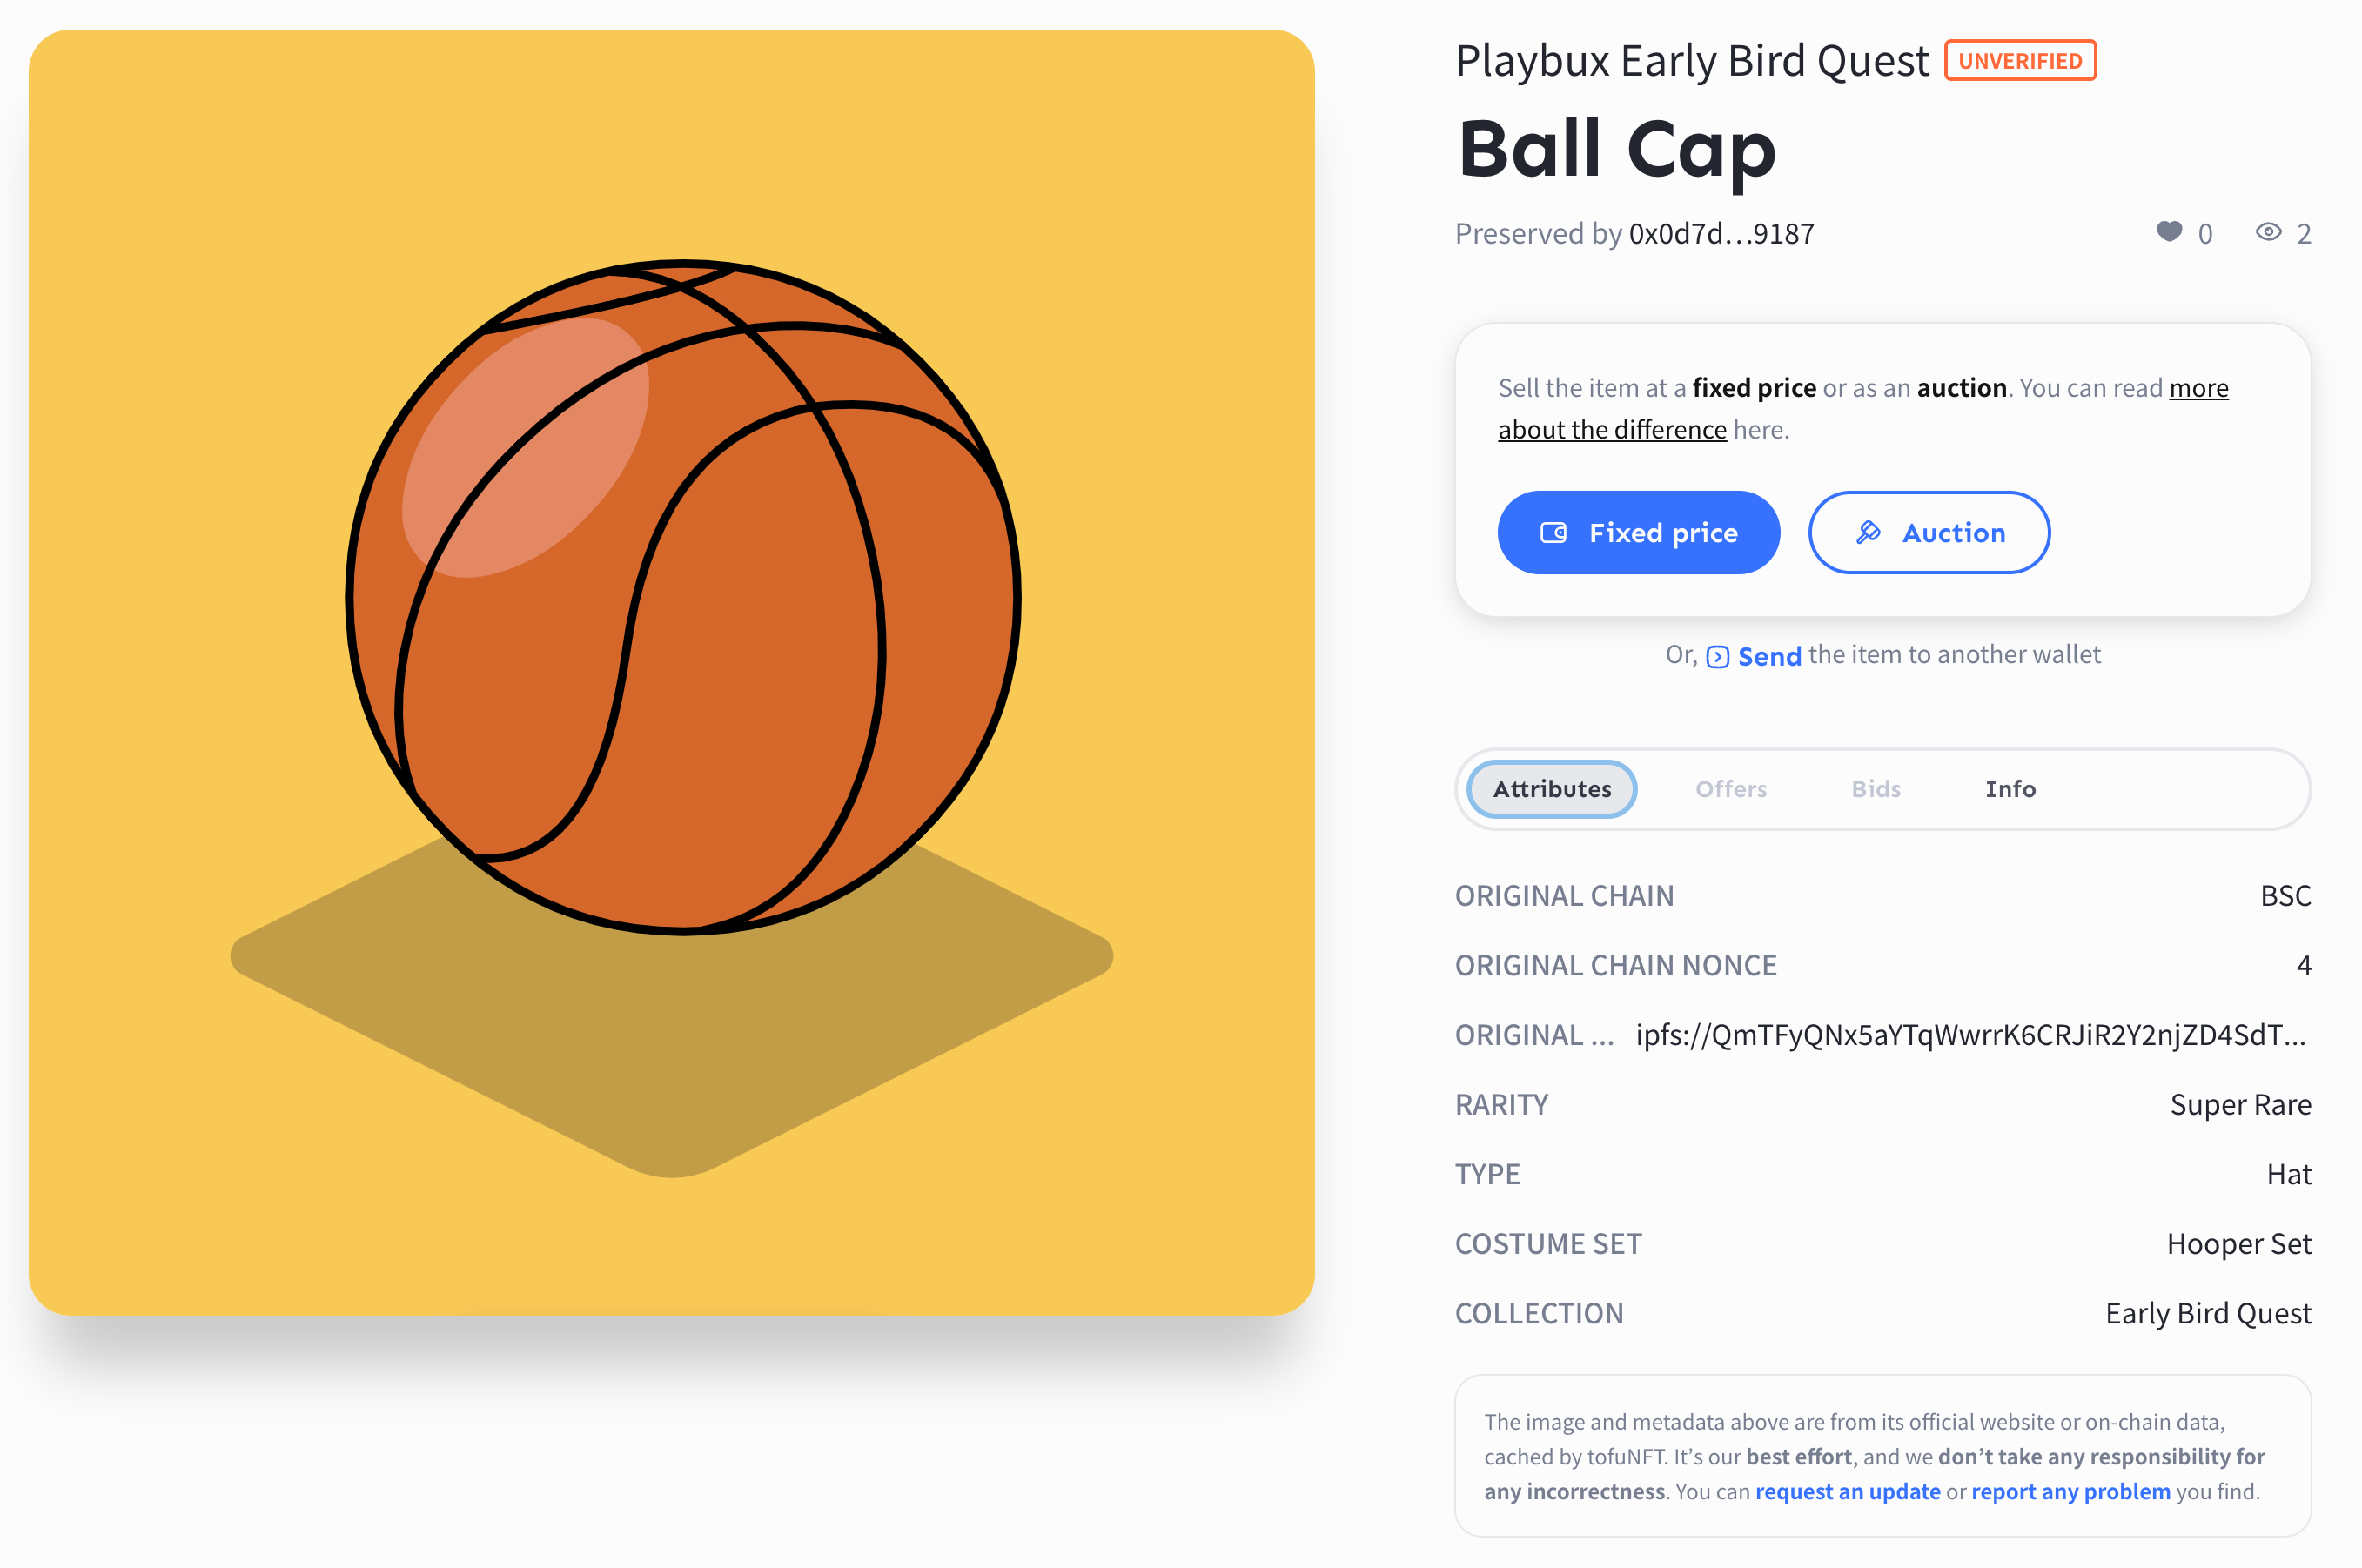 Playbux Early Bird Quest UNVERIFIED
Ball Cap
Preserved by 0x0d7d...9187 0 2
Sell the item at a fixed price or as an auction. You can read more
about the difference here.
Fixed price Auction
Or, Send the item to another wallet
Attributes Offers Bids Info
ORIGINAL CHAIN BSC
ORIGINAL CHAIN NONCE 4
ORIGINAL ... ipfs://QmTFyQNx5aYTqWwrrK6CRJiR2Y2njZD4SdT...
RARITY Super Rare
TYPE Hat
COSTUME SET Hooper Set
COLLECTION Early Bird Quest
The image and metadata above are from its official website or on-chain data,
cached by tofuNFT. It’s our best effort, and we don’t take any responsibility for
any incorrectness. You can request an update or report any problem you find.